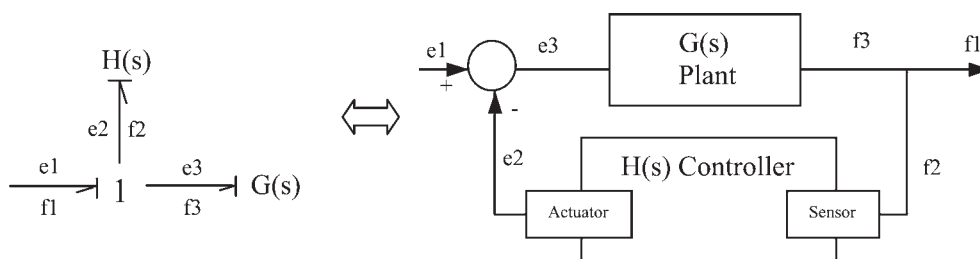 H(s)
e2 f2
e1 e3
f1 1 f3 G(s)
e1
+
-
e3
G(s)
Plant
f3
f1
e2
H(s) Controller
f2
Actuator
Sensor